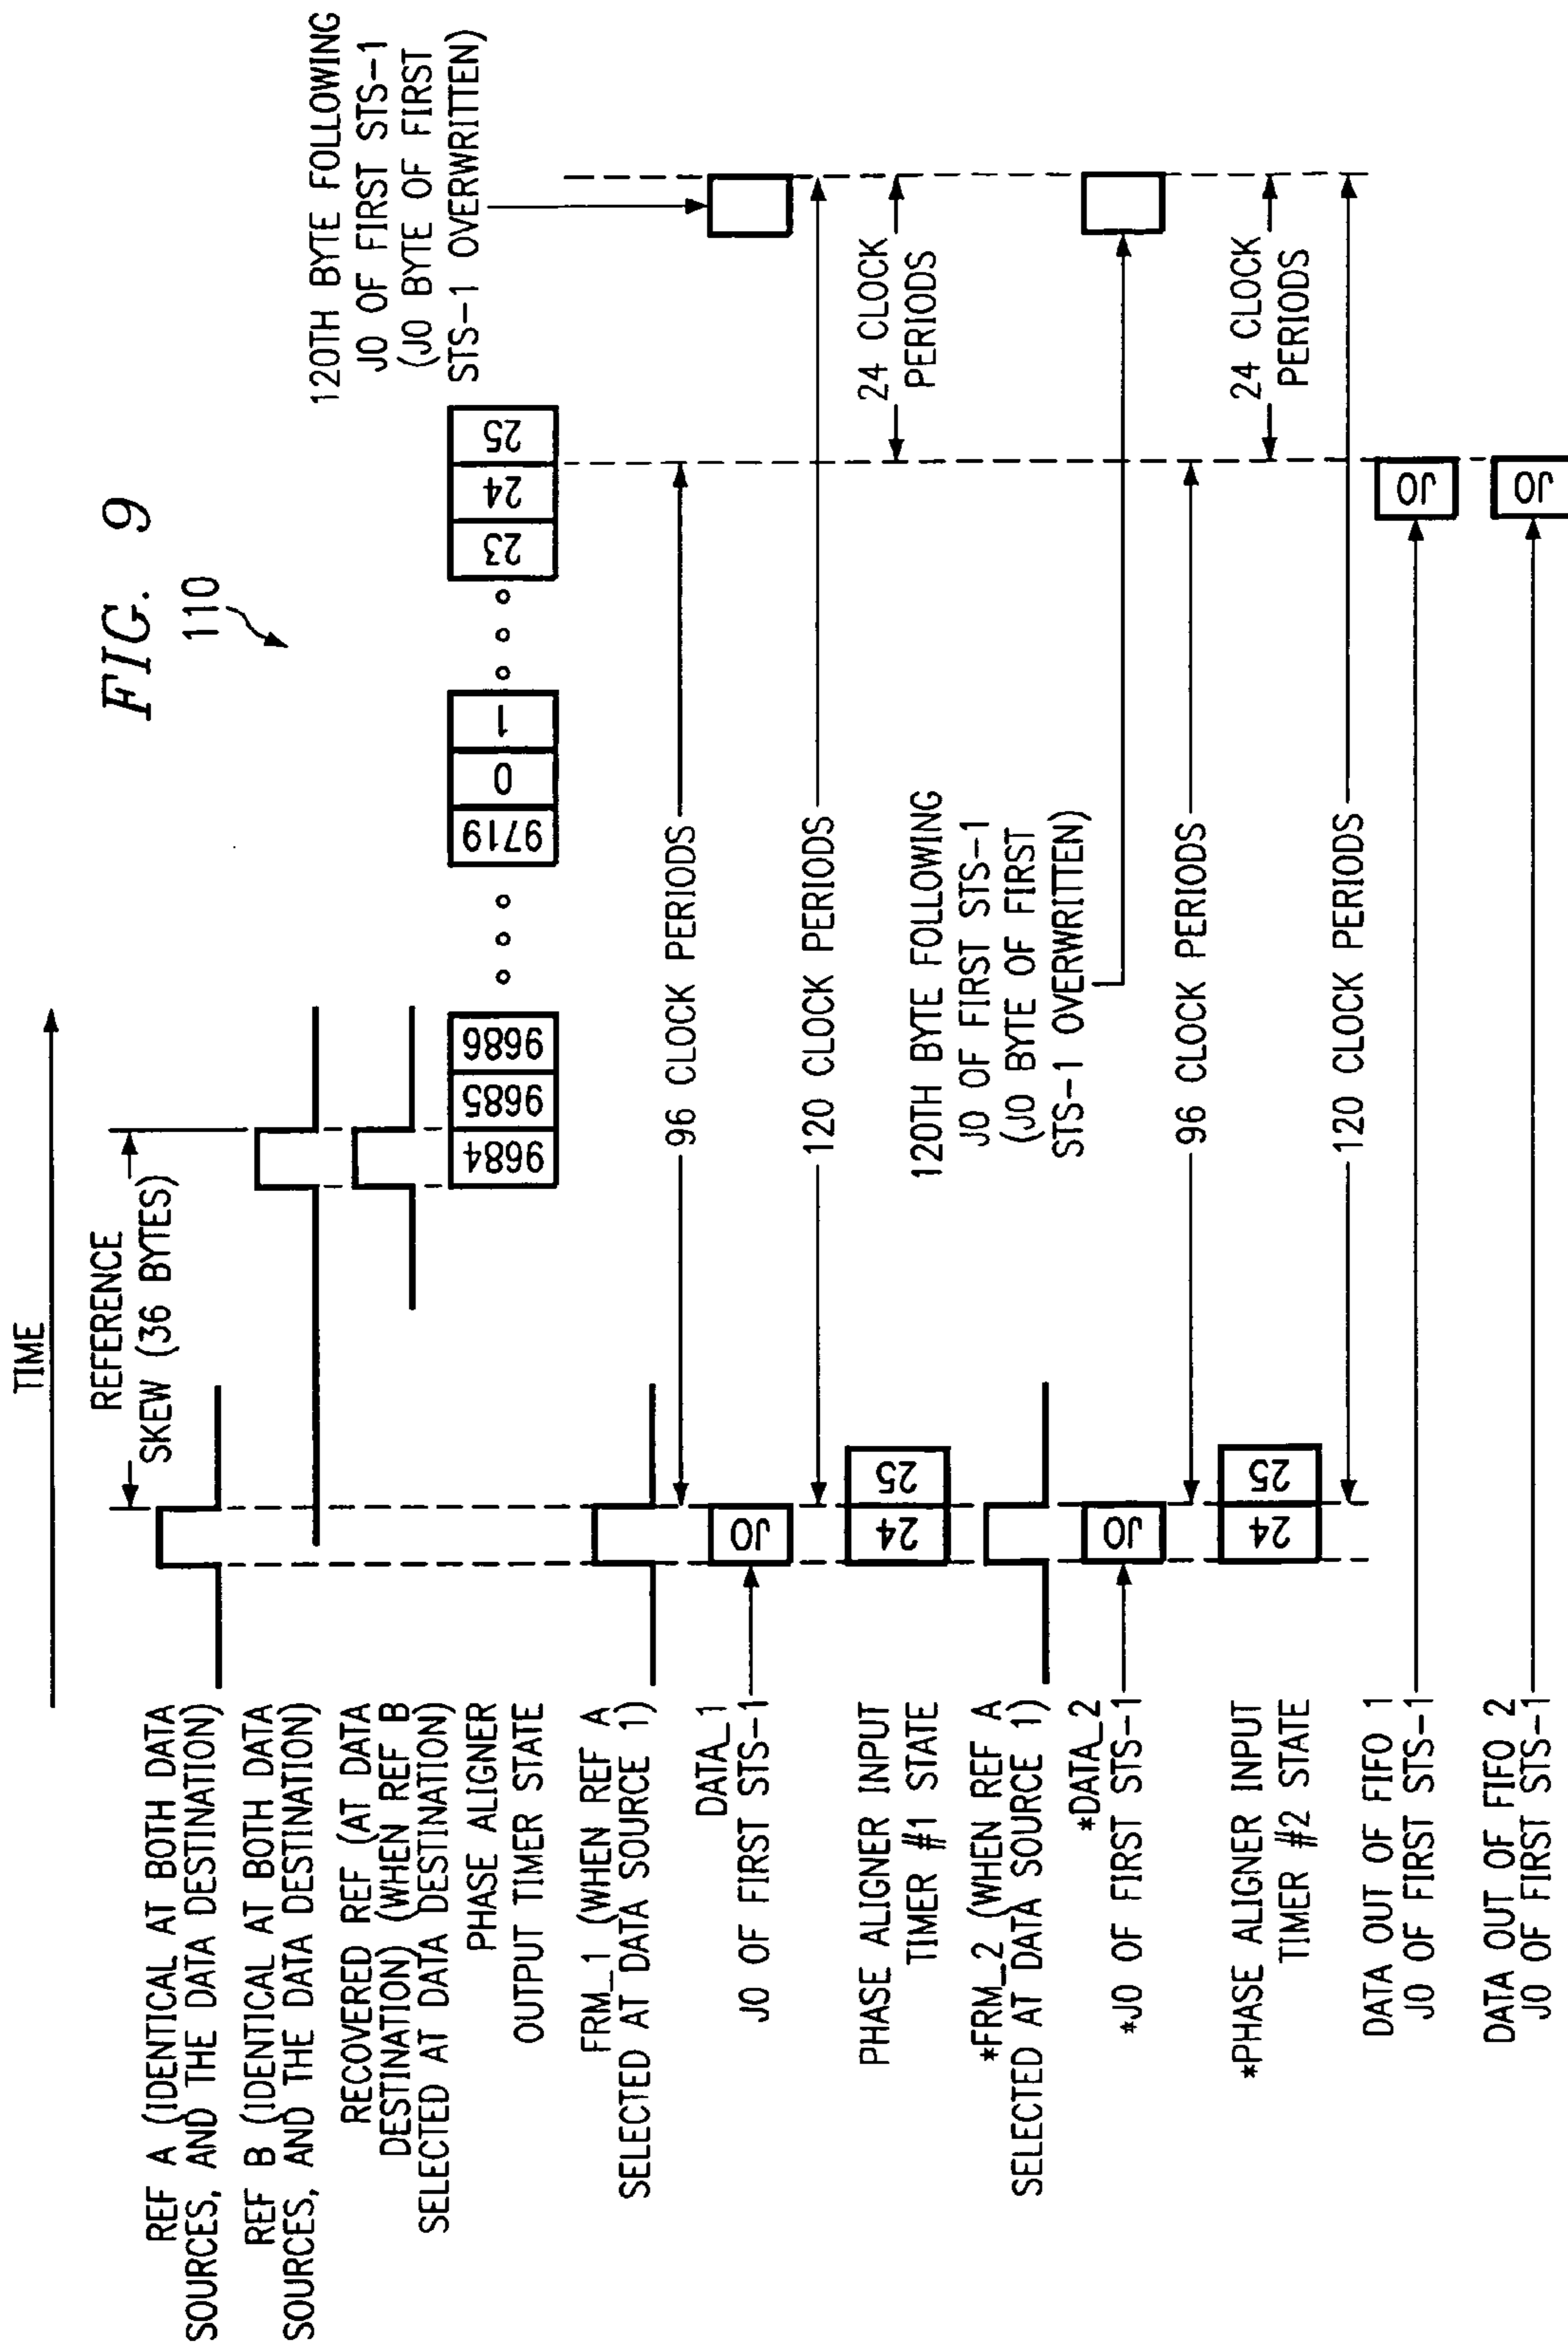 FIG. 9
110
TIME
REFERENCE
SKEW (36 BYTES)
REF A (IDENTICAL AT BOTH DATA
SOURCES, AND THE DATA DESTINATION)
REF B (IDENTICAL AT BOTH DATA
SOURCES, AND THE DATA DESTINATION)
RECOVERED REF (AT DATA
DESTINATION) (WHEN REF B
SELECTED AT DATA DESTINATION)
PHASE ALIGNER
OUTPUT TIMER STATE
9684 9685 9686 9719 0 1 23 24 25
120TH BYTE FOLLOWING
J0 OF FIRST STS-1
(J0 BYTE OF FIRST
STS-1 OVERWRITTEN)
FRM_1 (WHEN REF A
SELECTED AT DATA SOURCE 1)
96 CLOCK PERIODS
DATA_1
J0 OF FIRST STS-1
J0
120 CLOCK PERIODS
PHASE ALIGNER INPUT
TIMER #1 STATE
24 25
24 CLOCK
PERIODS
*FRM_2 (WHEN REF A
SELECTED AT DATA SOURCE 1)
120TH BYTE FOLLOWING
J0 OF FIRST STS-1
(J0 BYTE OF FIRST
STS-1 OVERWRITTEN)
*DATA_2
*J0 OF FIRST STS-1
J0
96 CLOCK PERIODS
*PHASE ALIGNER INPUT
TIMER #2 STATE
24 25
24 CLOCK
PERIODS
120 CLOCK PERIODS
DATA OUT OF FIFO 1
J0 OF FIRST STS-1
J0
DATA OUT OF FIFO 2
J0 OF FIRST STS-1
J0